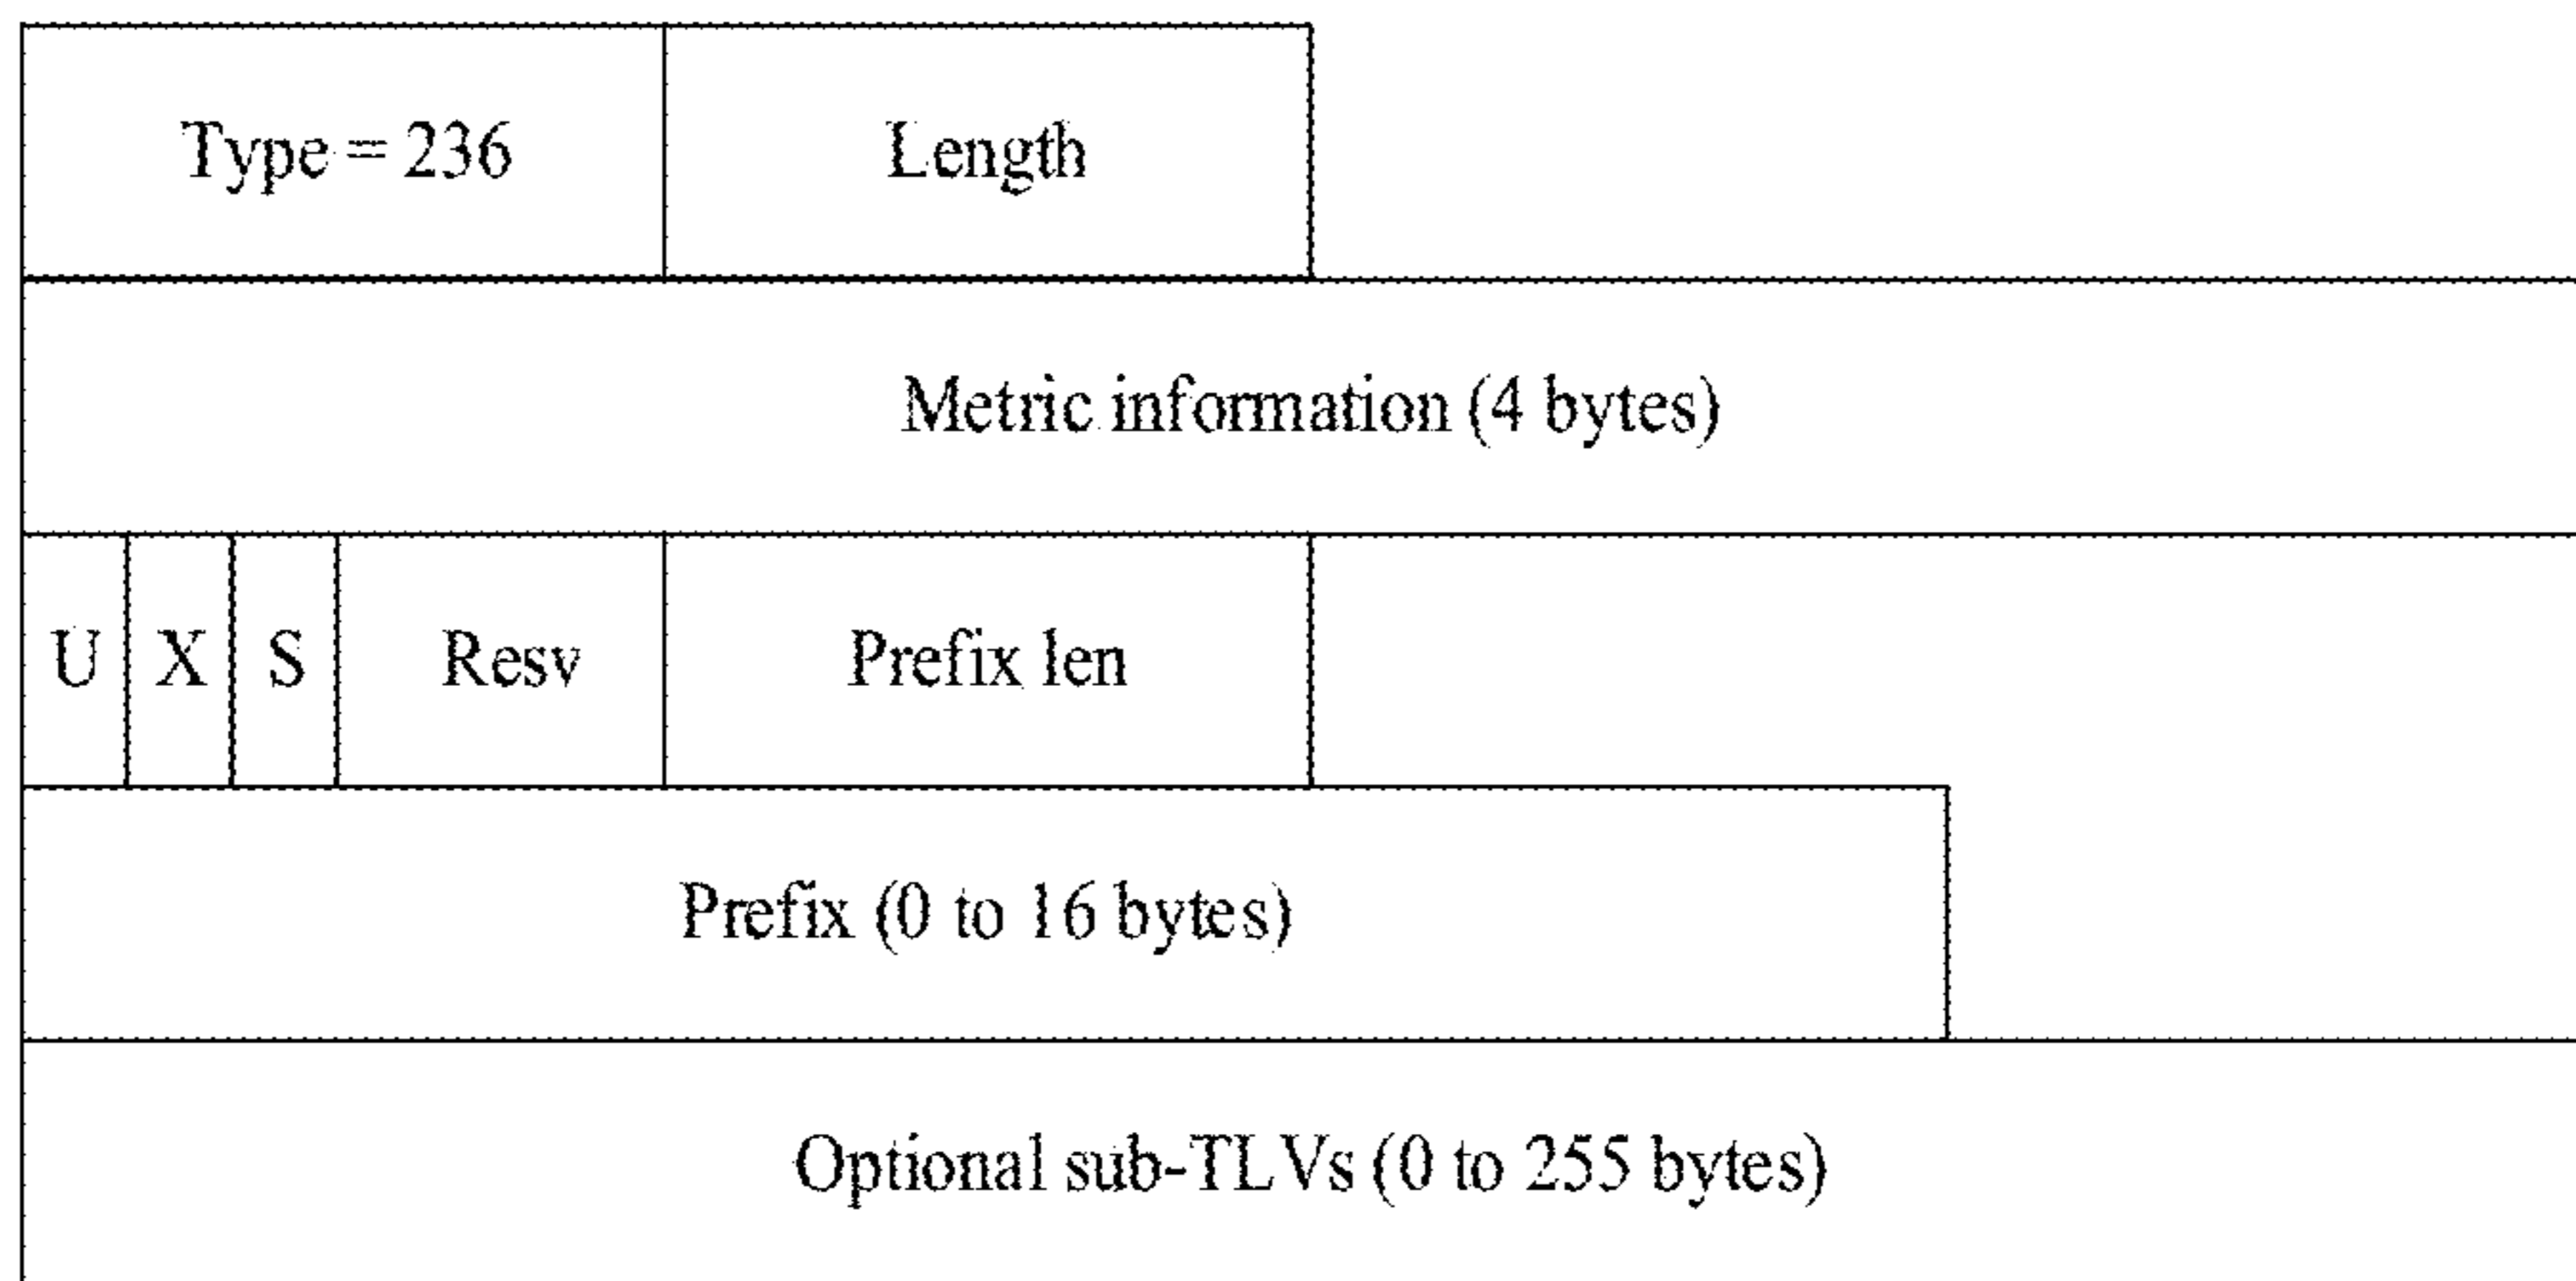 Type = 236 Length
Metric information (4 bytes)
U X S Resv Prefix len
Prefix (0 to 16 bytes)
Optional sub-TLVs (0 to 255 bytes)